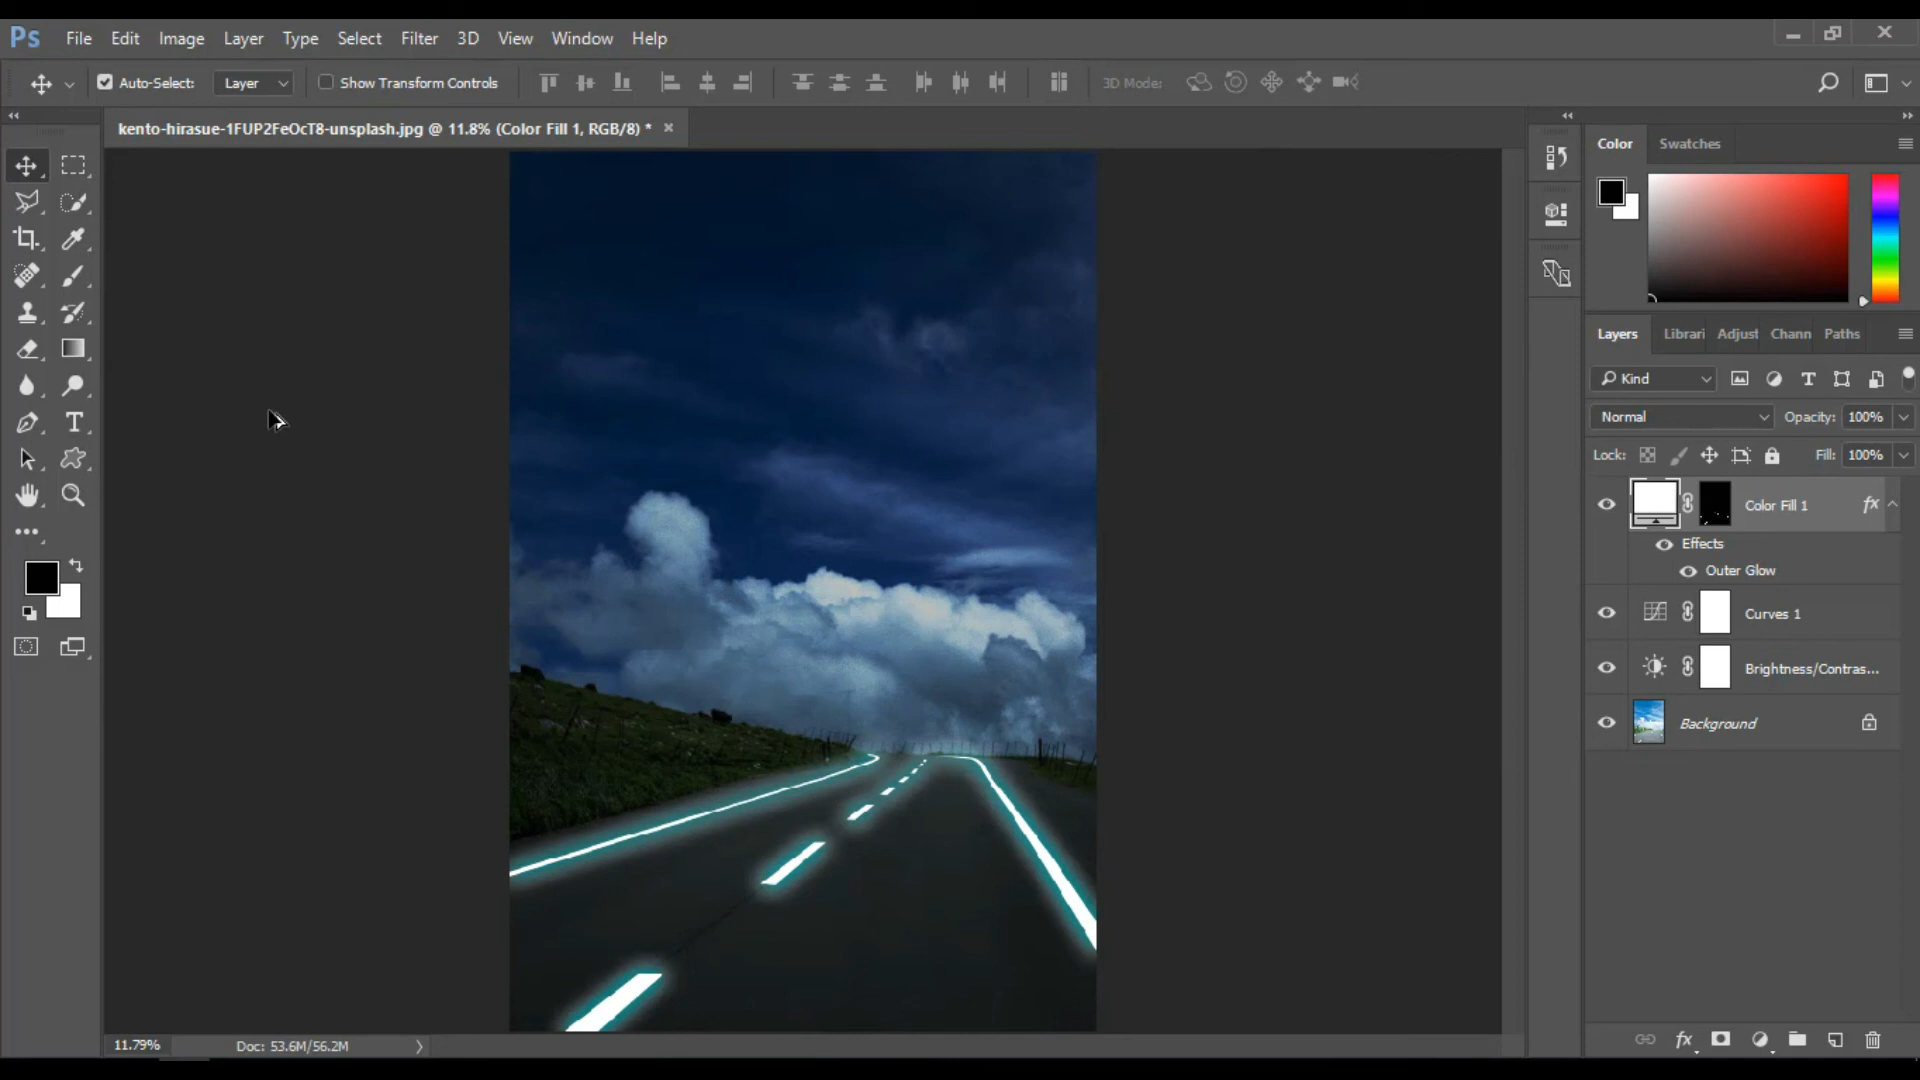 Ps File Edit Image Layer Type Select Filter 3D View Window Help
Auto-Select: Layer Show Transform Controls 3D Mode:
kento-hirasue-1FUP2FeOcT8-unsplash.jpg @ 11.8% (Color Fill 1, RGB/8) * ×
Color Swatches
Layers Librari Adjust Chann Paths
Kind
Normal Opacity: 100%
Lock: Fill: 100%
Color Fill 1 fx
Effects
Outer Glow
Curves 1
Brightness/Contras...
Background
11.79% Doc: 53.6M/56.2M
fx